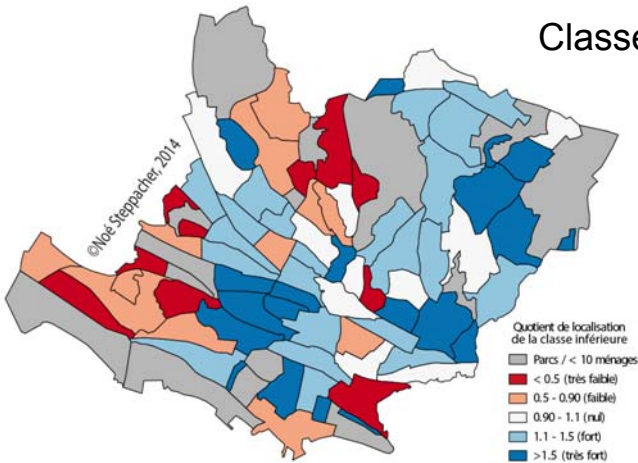 Classe
©Noé Steppacher, 2014
Quotient de localisation
de la classe inférieure
Parcs / < 10 ménages
< 0.5 (très faible)
0.5 - 0.90 (faible)
0.90 - 1.1 (nul)
1.1 - 1.5 (fort)
>1.5 (très fort)